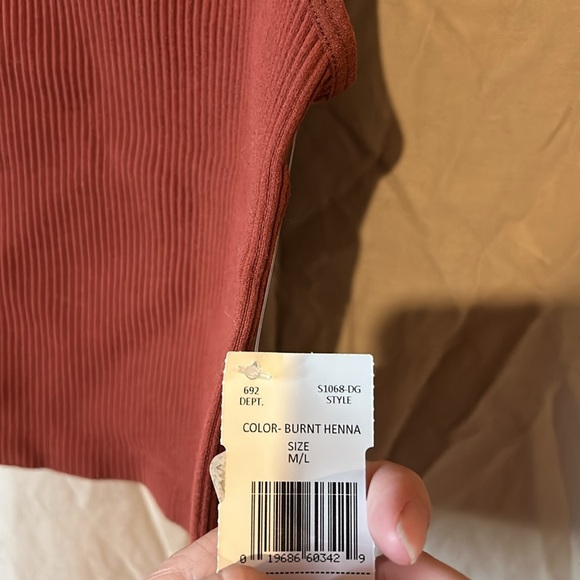 692 S1068-DG
DEPT. STYLE
COLOR- BURNT HENNA
SIZE
M/L
0 19686 60342 9